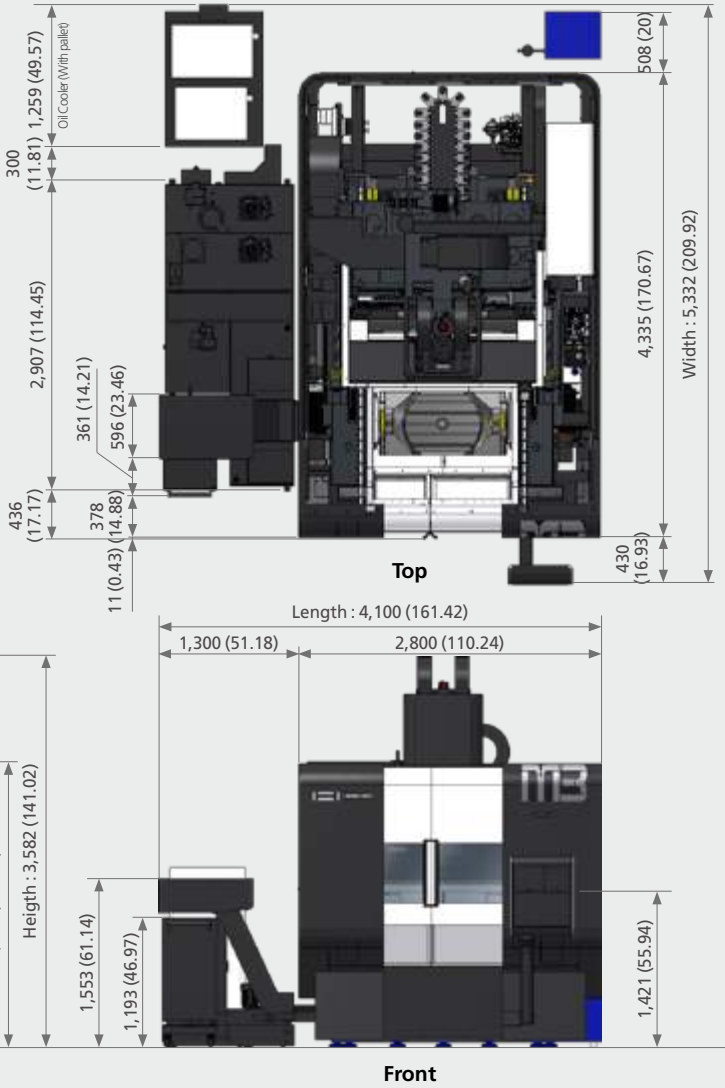 1,259 (49.57)
Oil Cooler (With pallet)
300
(11.81)
2,907 (114.45)
361 (14.21)
596 (23.46)
436
(17.17)
378
(14.88)
11 (0.43)
508 (20)
4,335 (170.67)
Width : 5,332 (209.92)
430
(16.93)
Top
Length : 4,100 (161.42)
1,300 (51.18)
2,800 (110.24)
Heigth : 3,582 (141.02)
1,553 (61.14)
1,193 (46.97)
M3
1,421 (55.94)
Front